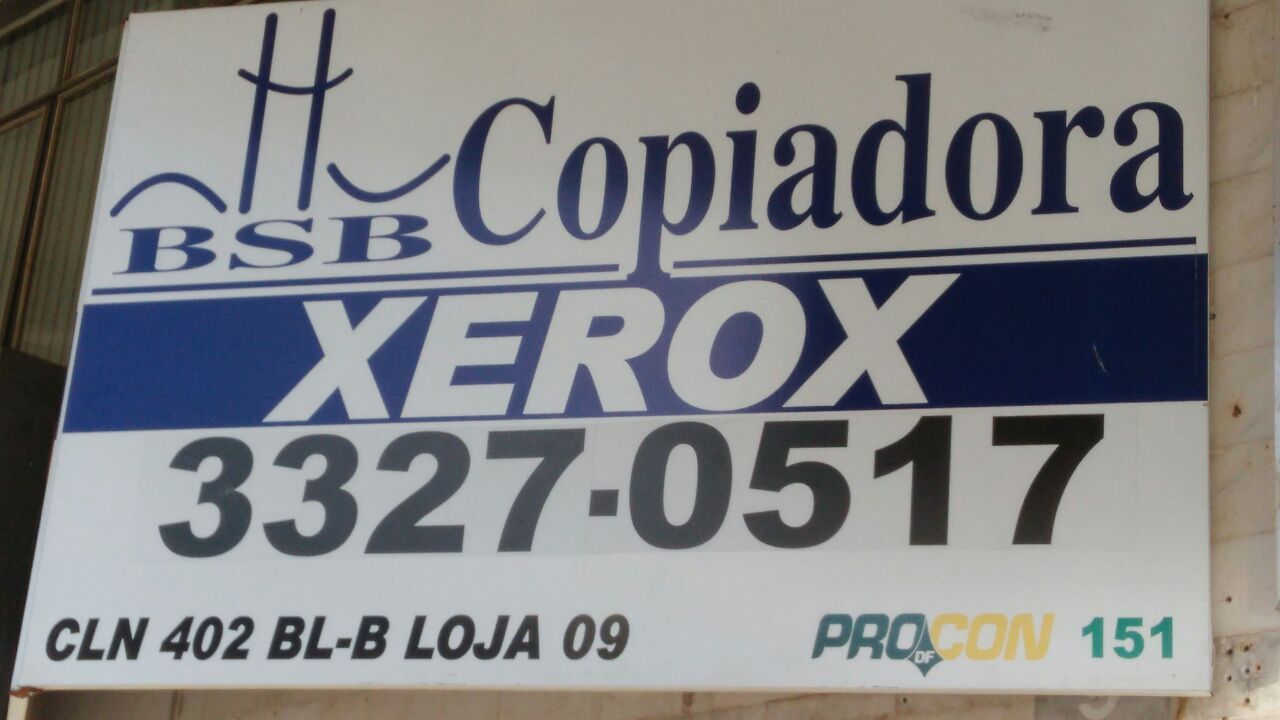 BSB Copiadora
XEROX
3327-0517
CLN 402 BL-B LOJA 09
PROCON DF 151